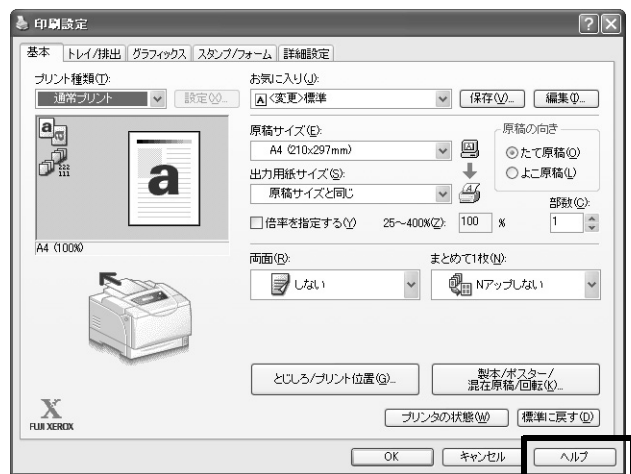 印刷設定
基本 トレイ/排出 グラフィックス スタンプ/フォーム 詳細設定
プリント種類(T):
通常プリント 設定(X)...
A4 (100%)
FUJI XEROX
お気に入り(J):
<変更>標準 保存(V)... 編集(I)...
原稿サイズ(E):
A4 (210x297mm)
原稿の向き
たて原稿(O)
よこ原稿(L)
出力用紙サイズ(S):
原稿サイズと同じ
部数(C):
倍率を指定する(Y) 25～400%(Z): 100 % 1
両面(R): まとめて1枚(N):
しない Nアップしない
とじしろ/プリント位置(G)...
製本/ポスター/
混在原稿/回転(K)...
プリンタの状態(W) 標準に戻す(D)
OK キャンセル ヘルプ